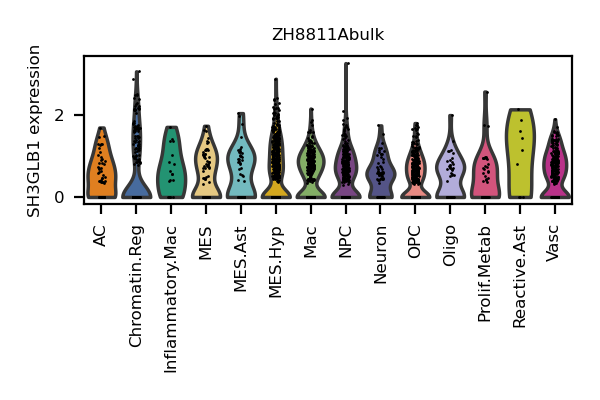 ZH8811Abulk
SH3GLB1 expression
2
0
AC
Chromatin.Reg
Inflammatory.Mac
MES
MES.Ast
MES.Hyp
Mac
NPC
Neuron
OPC
Oligo
Prolif.Metab
Reactive.Ast
Vasc